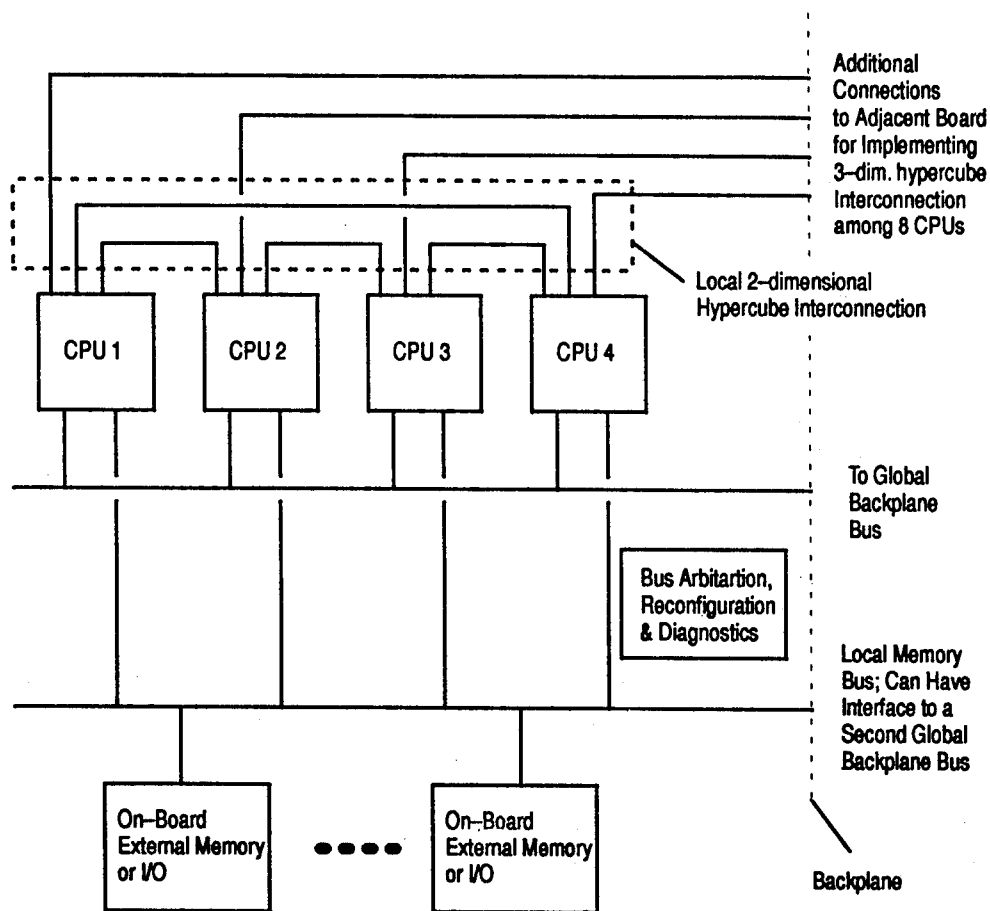 Additional
Connections
to Adjacent Board
for Implementing
3–dim. hypercube
Interconnection
among 8 CPUs
Local 2–dimensional
Hypercube Interconnection
CPU 1
CPU 2
CPU 3
CPU 4
To Global
Backplane
Bus
Bus Arbitartion,
Reconfiguration
& Diagnostics
Local Memory
Bus; Can Have
Interface to a
Second Global
Backplane Bus
On–Board
External Memory
or I/O
On–Board
External Memory
or I/O
Backplane